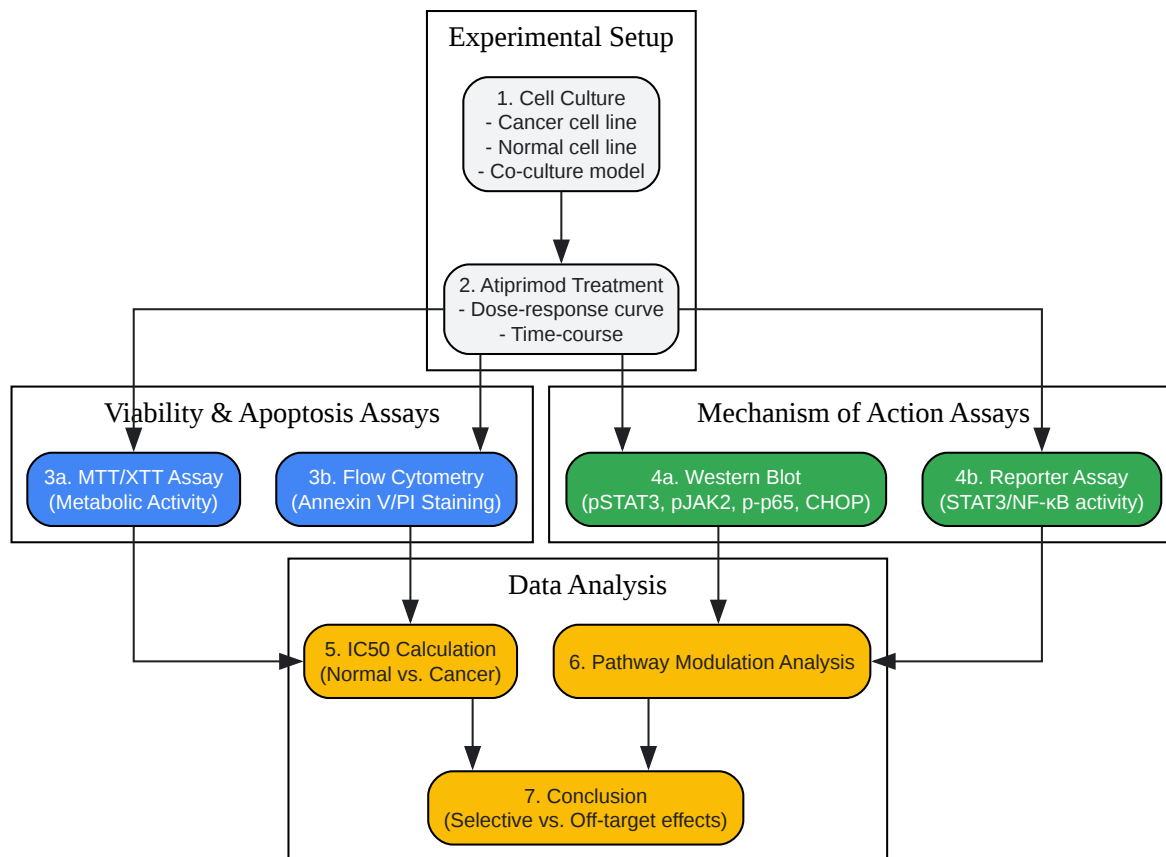 Experimental Setup
1. Cell Culture
- Cancer cell line
- Normal cell line
- Co-culture model
2. Atiprimod Treatment
- Dose-response curve
- Time-course
Viability & Apoptosis Assays
3a. MTT/XTT Assay
(Metabolic Activity)
3b. Flow Cytometry
(Annexin V/PI Staining)
Mechanism of Action Assays
4a. Western Blot
(pSTAT3, pJAK2, p-p65, CHOP)
4b. Reporter Assay
(STAT3/NF-κB activity)
Data Analysis
5. IC50 Calculation
(Normal vs. Cancer)
6. Pathway Modulation Analysis
7. Conclusion
(Selective vs. Off-target effects)